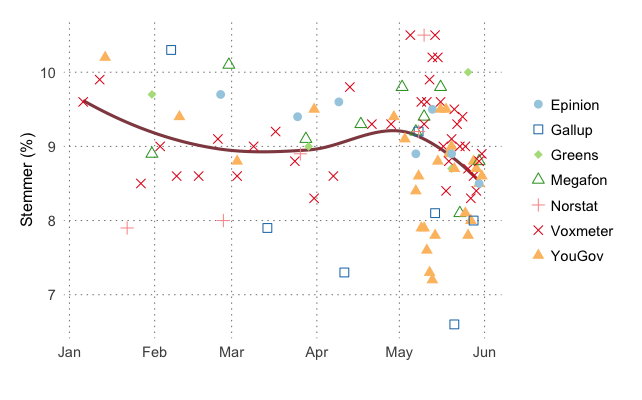 Stemmer (%)
10
9
8
7
Jan Feb Mar Apr May Jun
Epinion
Gallup
Greens
Megafon
Norstat
Voxmeter
YouGov